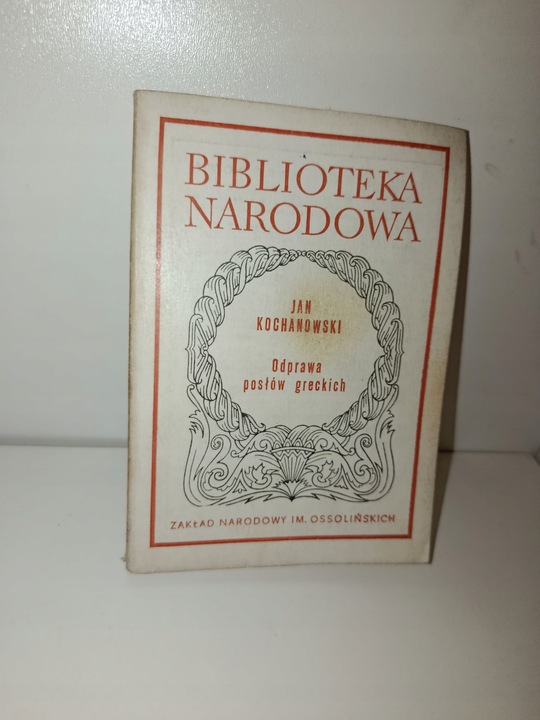 BIBLIOTEKA
NARODOWA
JAN
KOCHANOWSKI
Odprawa
posłów greckich
ZAKŁAD NARODOWY IM. OSSOLIŃSKICH